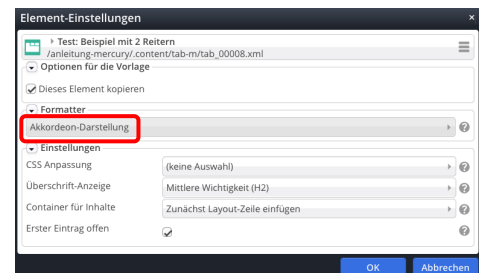 Element-Einstellungen ×
Test: Beispiel mit 2 Reitern
/anleitung-mercury/.content/tab-m/tab_00008.xml
Optionen für die Vorlage
Dieses Element kopieren
Formatter
Akkordeon-Darstellung
Einstellungen
CSS Anpassung (keine Auswahl)
Überschrift-Anzeige Mittlere Wichtigkeit (H2)
Container für Inhalte Zunächst Layout-Zeile einfügen
Erster Eintrag offen
OK Abbrechen